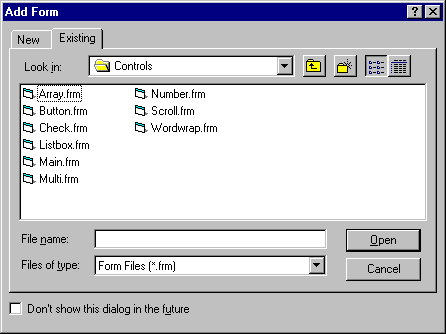 Add Form
New Existing
Look in: Controls
Array.frm Number.frm
Button.frm Scroll.frm
Check.frm Wordwrap.frm
Listbox.frm
Main.frm
Multi.frm
File name: Open
Files of type: Form Files (*.frm) Cancel
Don't show this dialog in the future